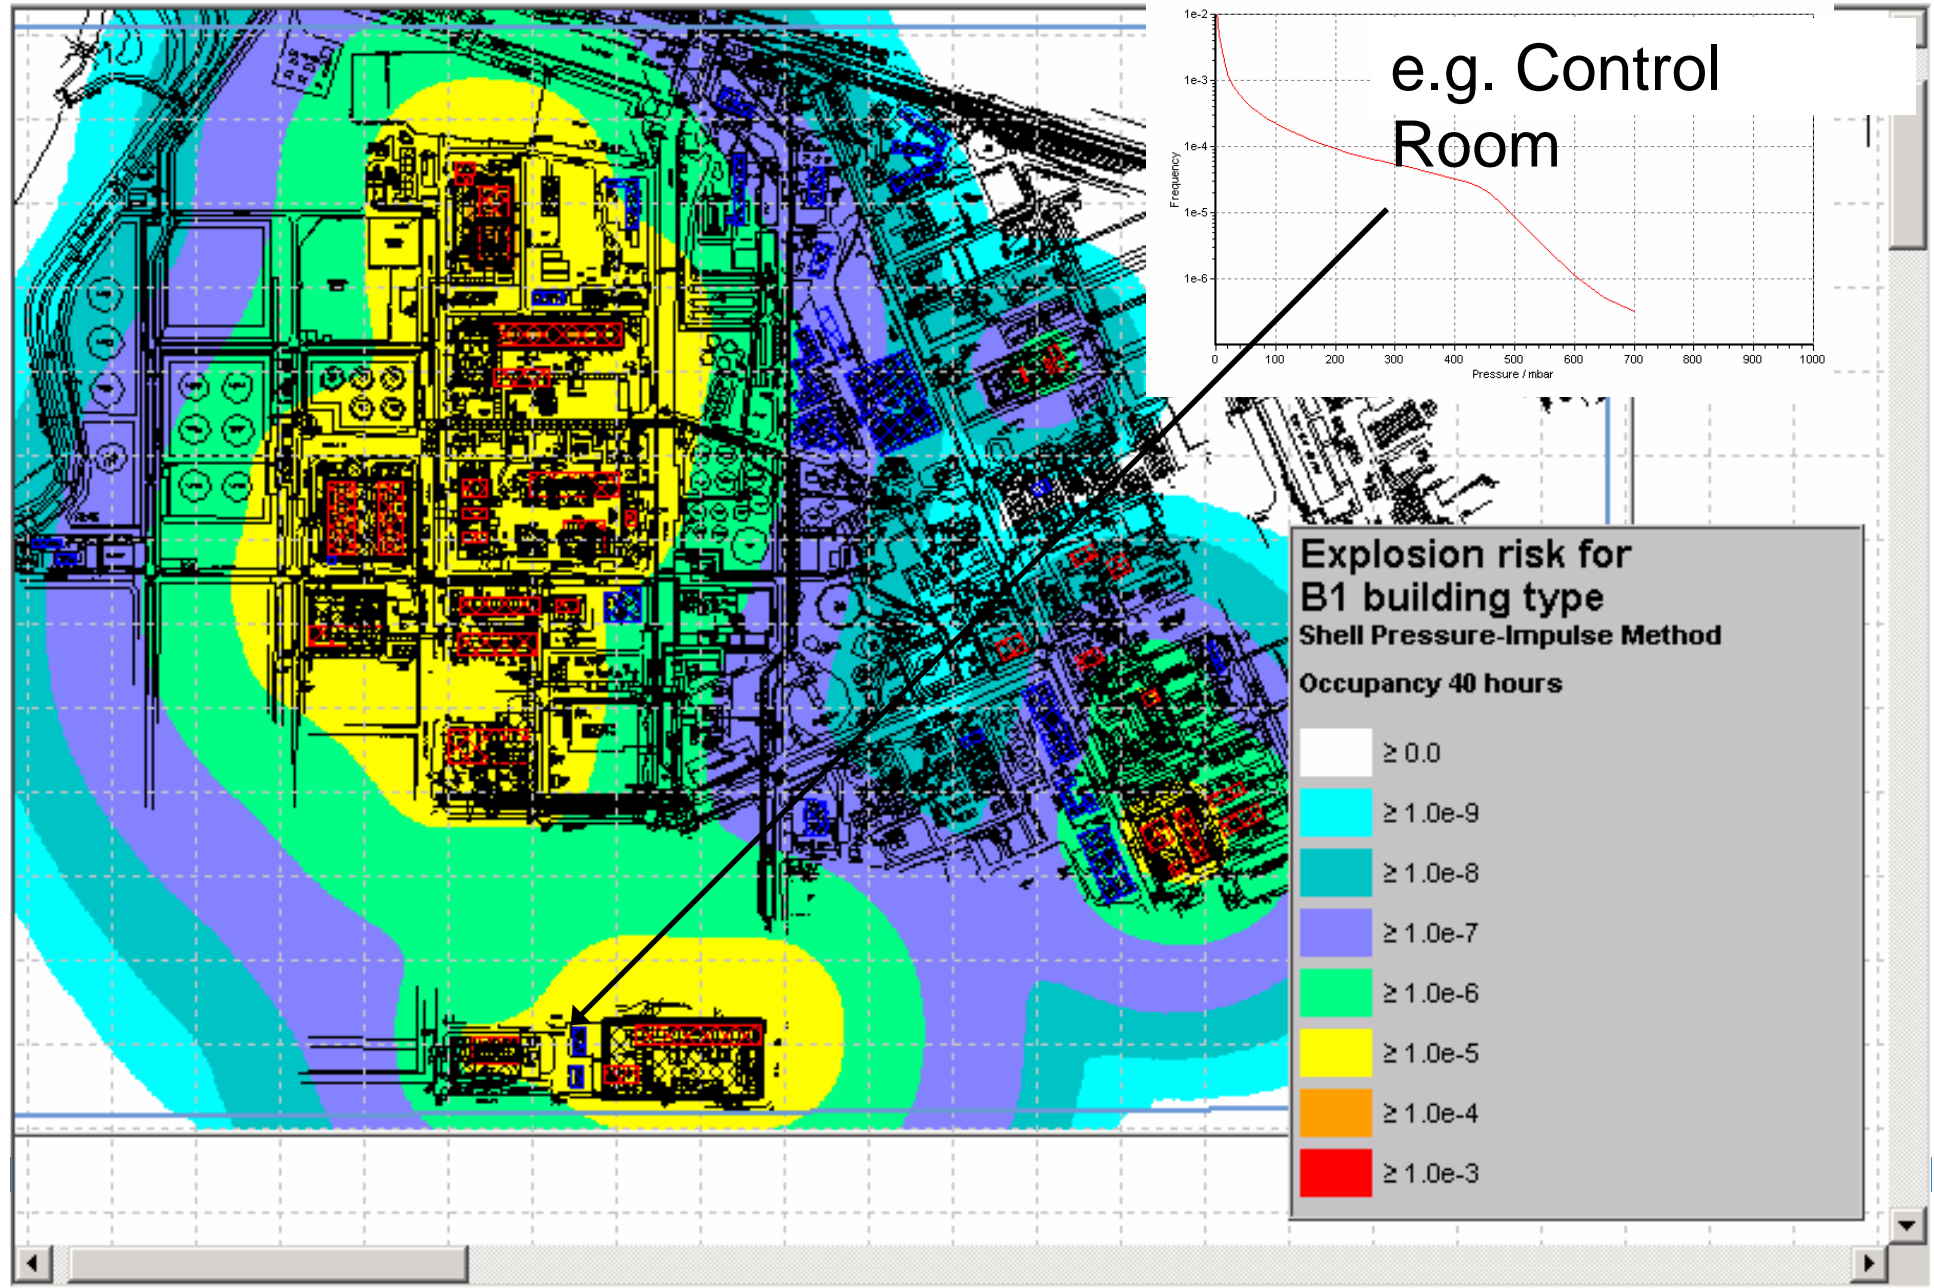 1e-2
1e-3
1e-4
1e-5
1e-6
Frequency
e.g. Control
Room
0 100 200 300 400 500 600 700 800 900 1000
Pressure / mbar
Explosion risk for
B1 building type
Shell Pressure-Impulse Method
Occupancy 40 hours
≥ 0.0
≥ 1.0e-9
≥ 1.0e-8
≥ 1.0e-7
≥ 1.0e-6
≥ 1.0e-5
≥ 1.0e-4
≥ 1.0e-3